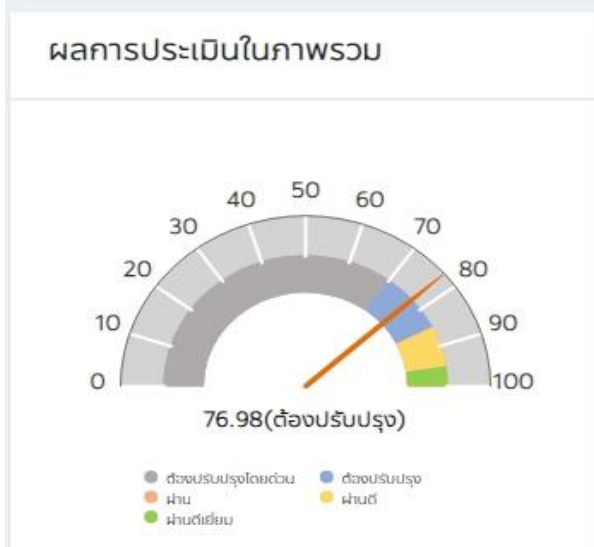 ผลการประเมินในภาพรวม
50
40
60
30
70
20
80
10
90
0
100
76.98(ต้องปรับปรุง)
ต้องปรับปรุงโดยด่วน ต้องปรับปรุง
ผ่าน ผ่านดี
ผ่านดีเยี่ยม